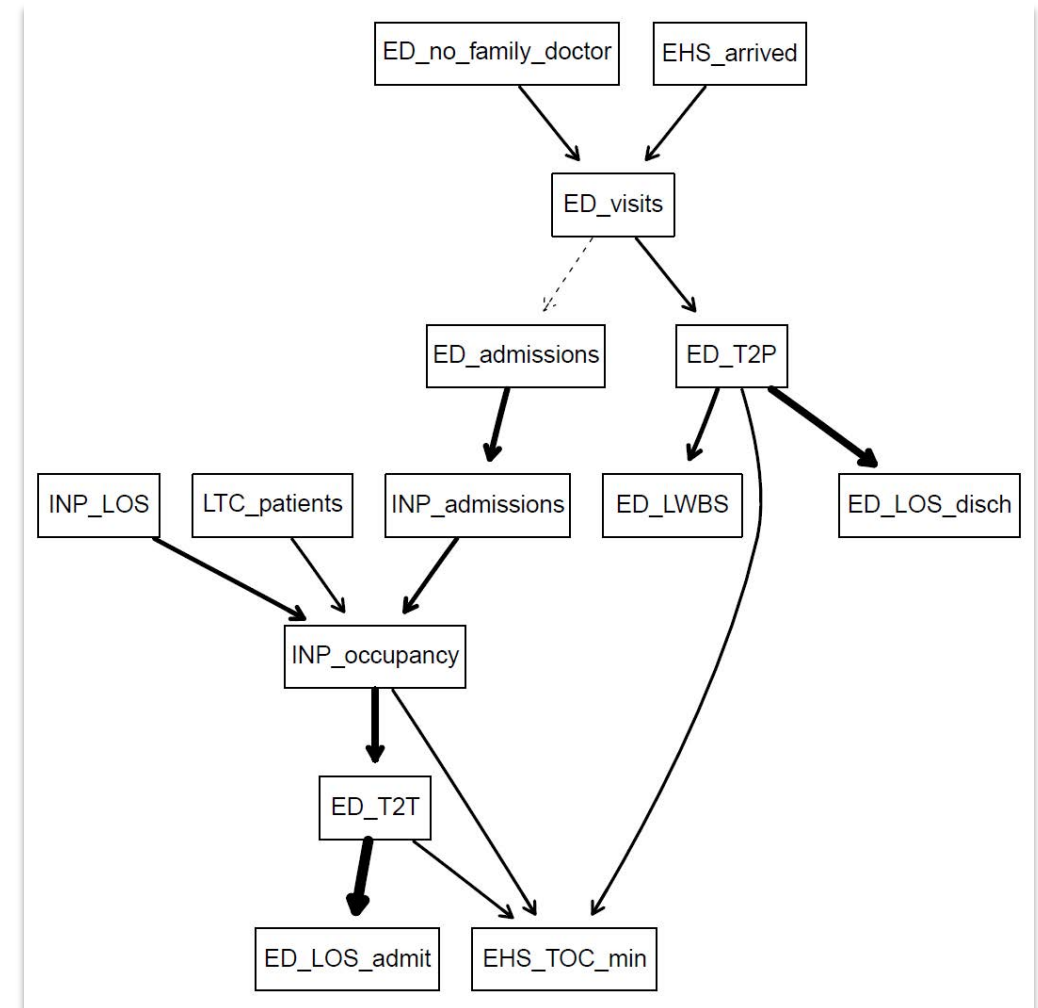 ED_no_family_doctor
EHS_arrived
ED_visits
ED_admissions
ED_T2P
INP_LOS
LTC_patients
INP_admissions
ED_LWBS
ED_LOS_disch
INP_occupancy
ED_T2T
ED_LOS_admit
EHS_TOC_min